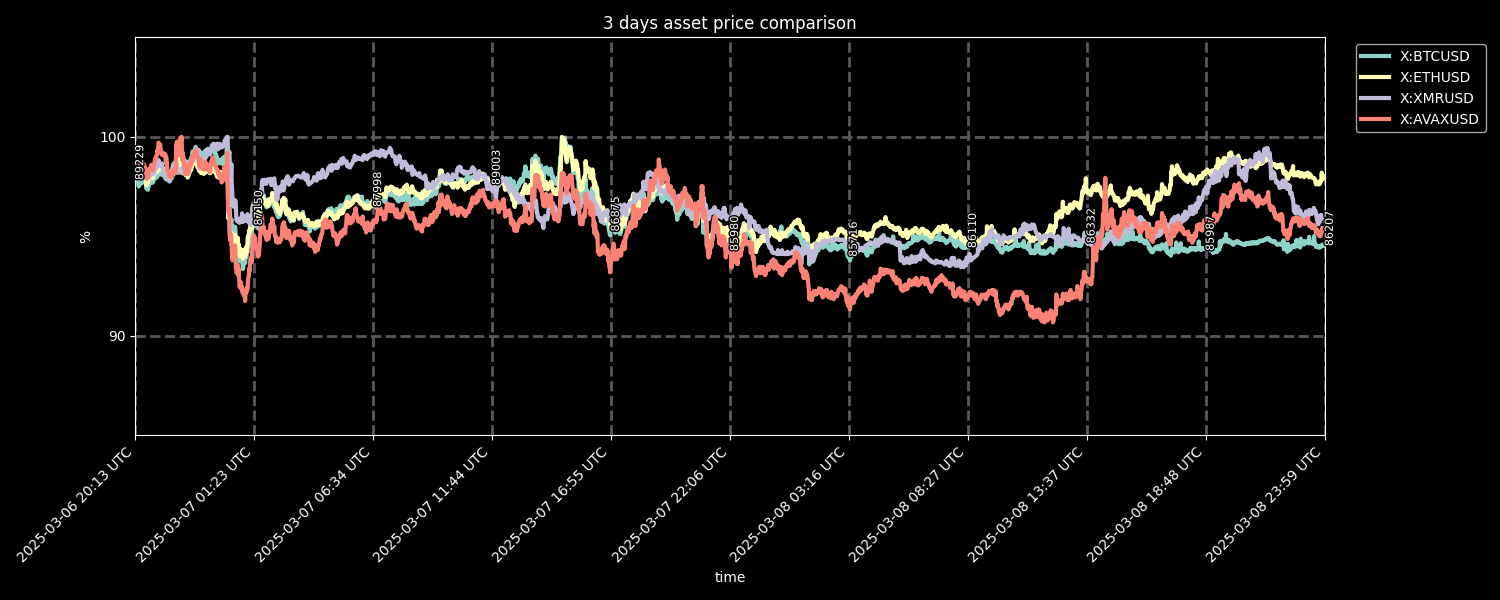 3 days asset price comparison
X:BTCUSD
X:ETHUSD
X:XMRUSD
X:AVAXUSD
100
90
%
89229
87150
87998
89003
86875
85980
85716
86110
86332
85987
86207
2025-03-06 20:13 UTC
2025-03-07 01:23 UTC
2025-03-07 06:34 UTC
2025-03-07 11:44 UTC
2025-03-07 16:55 UTC
2025-03-07 22:06 UTC
2025-03-08 03:16 UTC
2025-03-08 08:27 UTC
2025-03-08 13:37 UTC
2025-03-08 18:48 UTC
2025-03-08 23:59 UTC
time